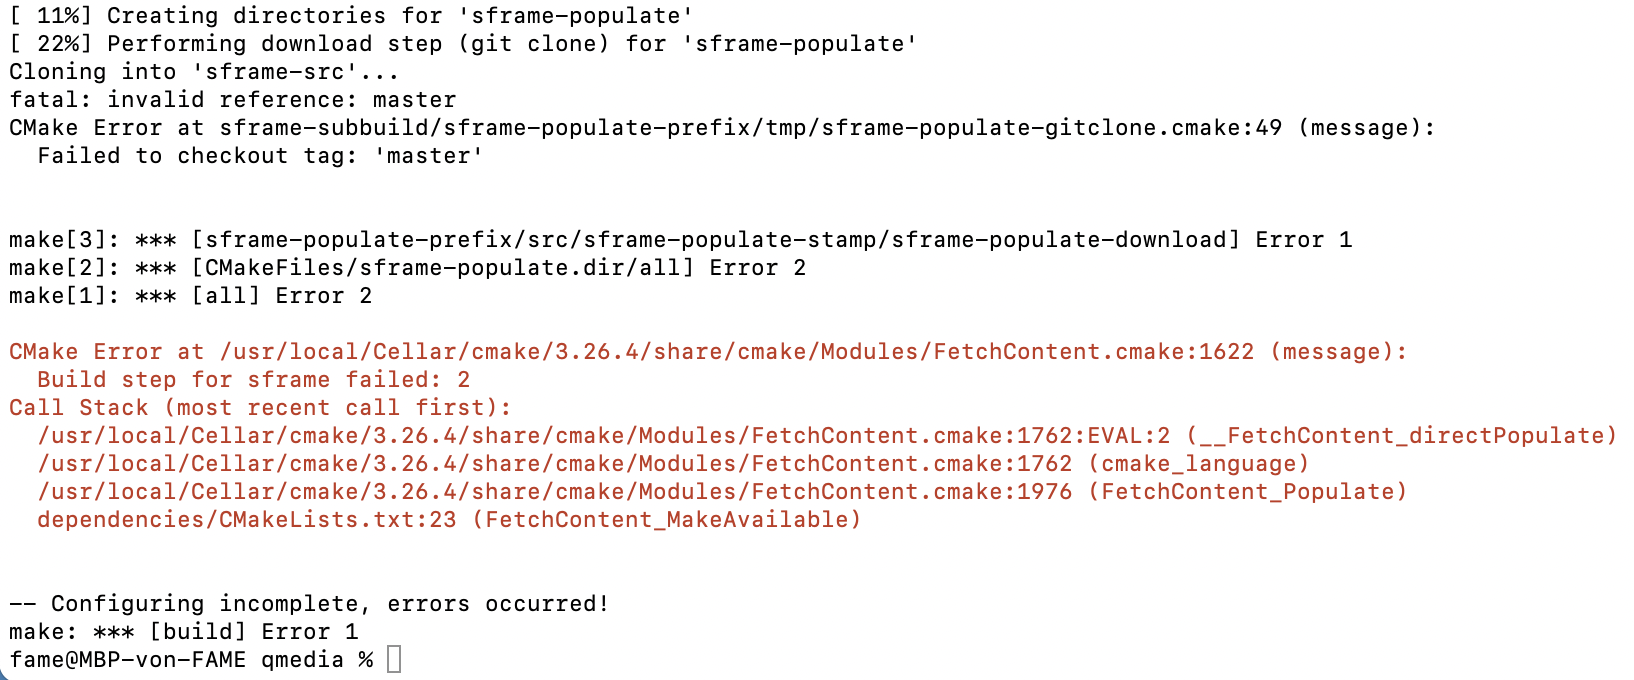 [ 11%] Creating directories for 'sframe-populate'
[ 22%] Performing download step (git clone) for 'sframe-populate'
Cloning into 'sframe-src'...
fatal: invalid reference: master
CMake Error at sframe-subbuild/sframe-populate-prefix/tmp/sframe-populate-gitclone.cmake:49 (message):
  Failed to checkout tag: 'master'
make[3]: *** [sframe-populate-prefix/src/sframe-populate-stamp/sframe-populate-download] Error 1
make[2]: *** [CMakeFiles/sframe-populate.dir/all] Error 2
make[1]: *** [all] Error 2
CMake Error at /usr/local/Cellar/cmake/3.26.4/share/cmake/Modules/FetchContent.cmake:1622 (message):
  Build step for sframe failed: 2
Call Stack (most recent call first):
  /usr/local/Cellar/cmake/3.26.4/share/cmake/Modules/FetchContent.cmake:1762:EVAL:2 (__FetchContent_directPopulate)
  /usr/local/Cellar/cmake/3.26.4/share/cmake/Modules/FetchContent.cmake:1762 (cmake_language)
  /usr/local/Cellar/cmake/3.26.4/share/cmake/Modules/FetchContent.cmake:1976 (FetchContent_Populate)
  dependencies/CMakeLists.txt:23 (FetchContent_MakeAvailable)
-- Configuring incomplete, errors occurred!
make: *** [build] Error 1
fame@MBP-von-FAME qmedia %